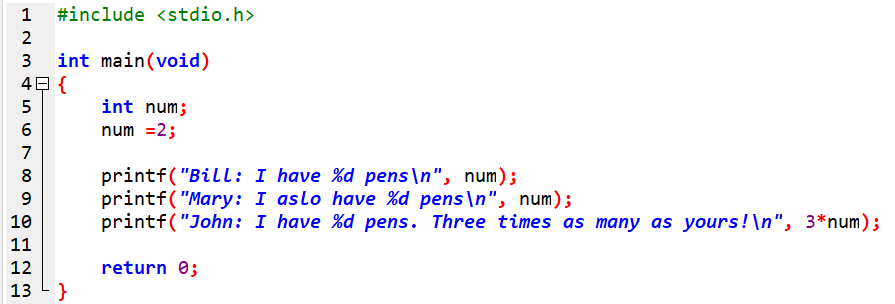 1 #include <stdio.h>
2
3 int main(void)
4 {
5     int num;
6     num =2;
7
8     printf("Bill: I have %d pens\n", num);
9     printf("Mary: I aslo have %d pens\n", num);
10     printf("John: I have %d pens. Three times as many as yours!\n", 3*num);
11
12     return 0;
13 }